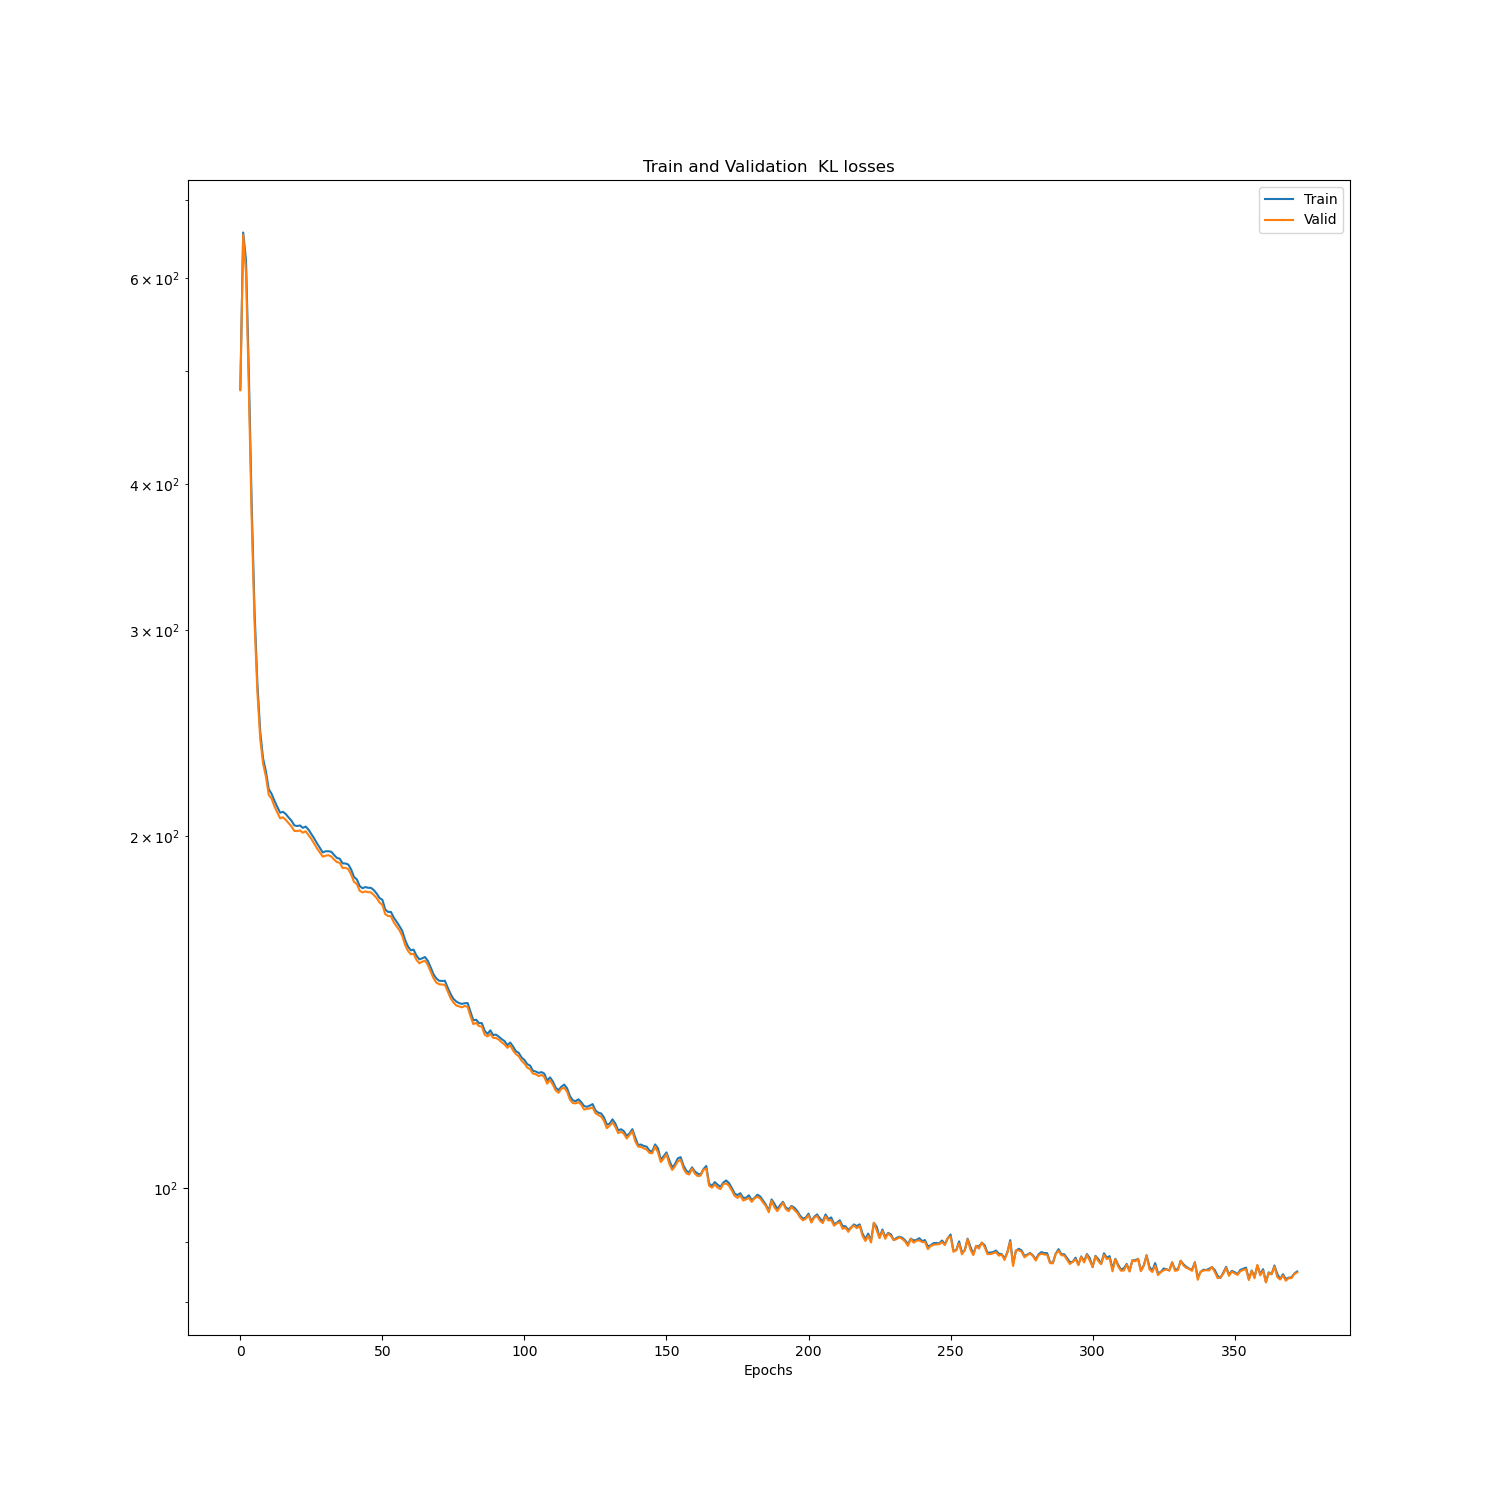 Train and Validation  KL losses
Train
Valid
6 × 10²
4 × 10²
3 × 10²
2 × 10²
10²
0 50 100 150 200 250 300 350
Epochs